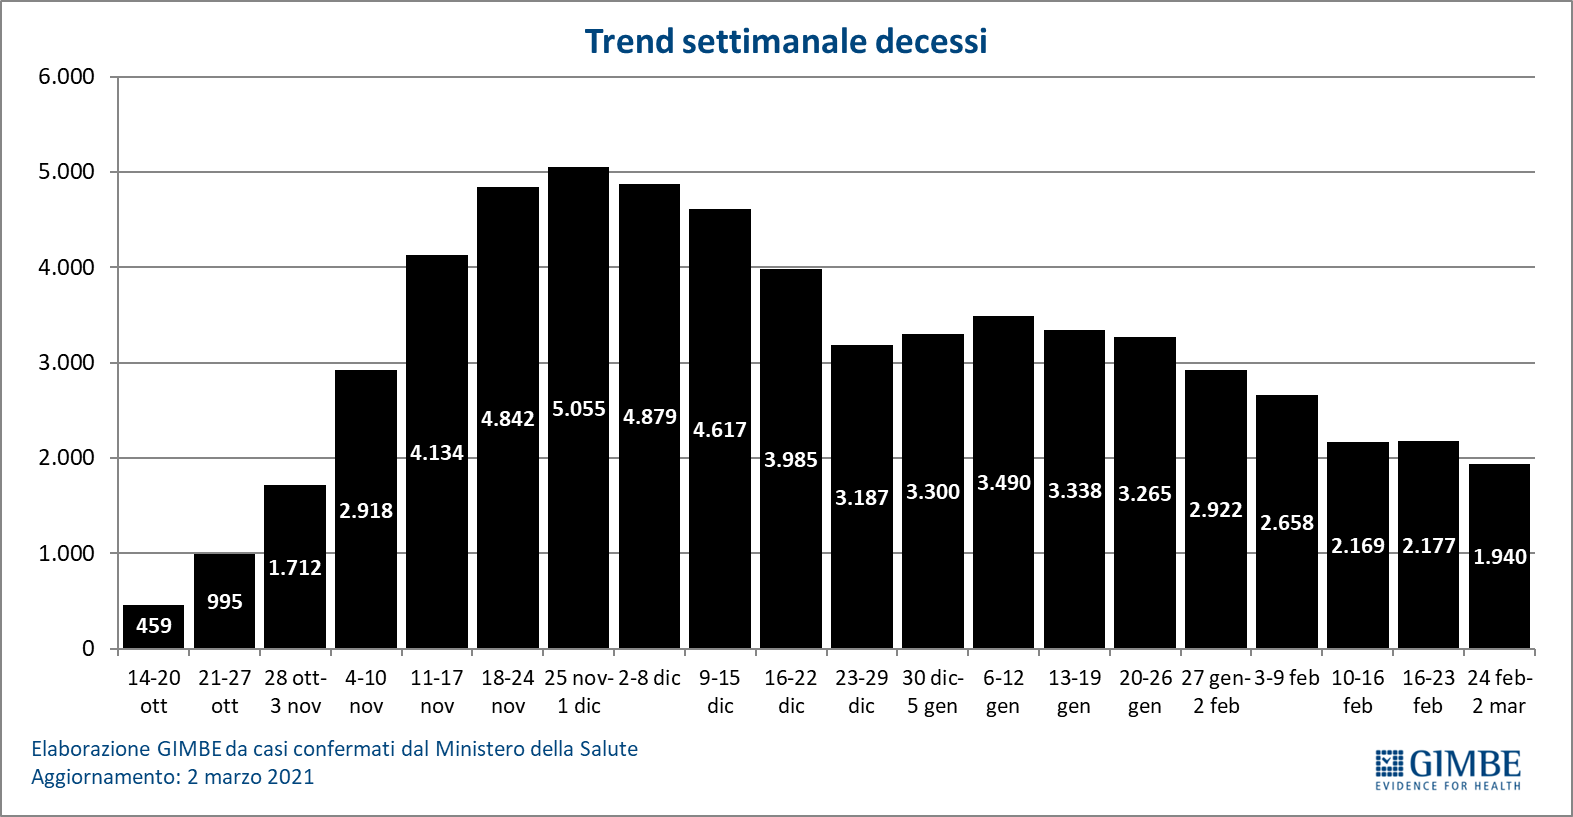 Trend settimanale decessi
6.000
5.000
4.000
3.000
2.000
1.000
0
459
995
1.712
2.918
4.134
4.842
5.055
4.879
4.617
3.985
3.187
3.300
3.490
3.338
3.265
2.922
2.658
2.169
2.177
1.940
14-20
ott
21-27
ott
28 ott-
3 nov
4-10
nov
11-17
nov
18-24
nov
25 nov-
1 dic
2-8 dic
9-15
dic
16-22
dic
23-29
dic
30 dic-
5 gen
6-12
gen
13-19
gen
20-26
gen
27 gen-
2 feb
3-9 feb
10-16
feb
16-23
feb
24 feb-
2 mar
Elaborazione GIMBE da casi confermati dal Ministero della Salute
Aggiornamento: 2 marzo 2021
GIMBE
EVIDENCE FOR HEALTH